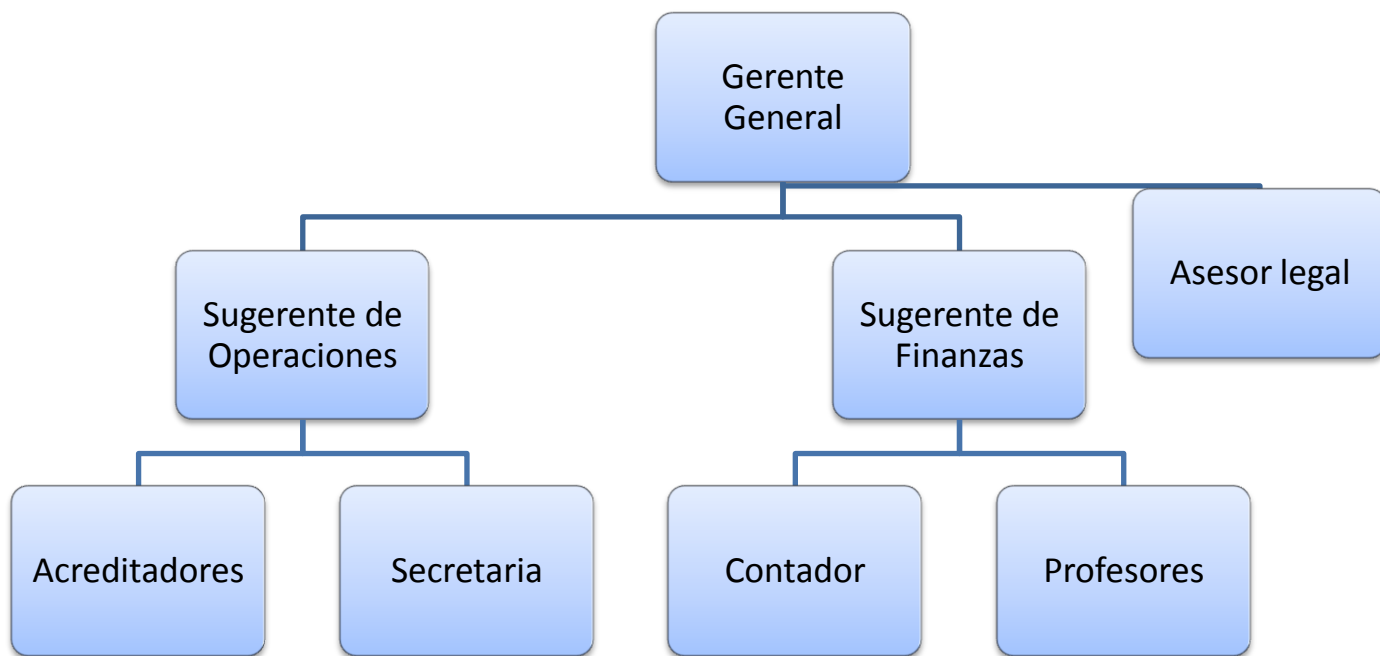 Gerente
General
Asesor legal
Sugerente de
Operaciones
Sugerente de
Finanzas
Acreditadores
Secretaria
Contador
Profesores